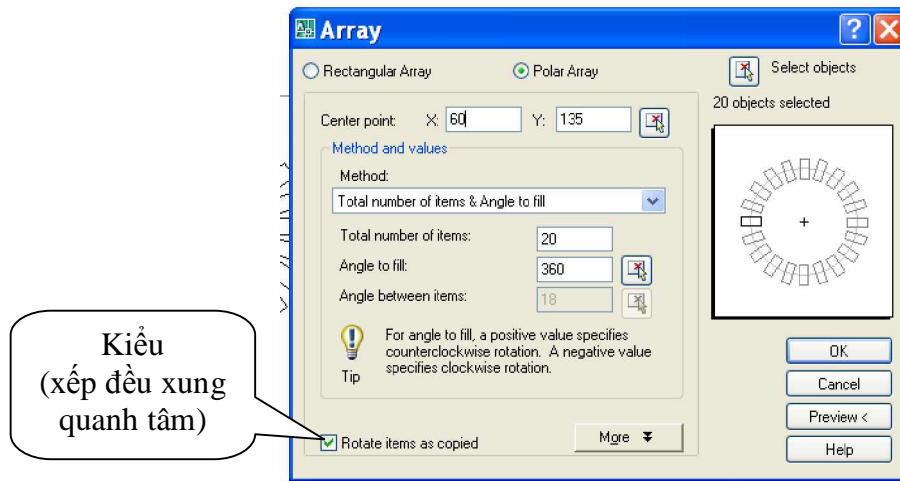 Array
Rectangular Array
Polar Array
Select objects
20 objects selected
Center point: X: 60 Y: 135
Method and values
Method:
Total number of items & Angle to fill
Total number of items: 20
Angle to fill: 360
Angle between items: 18
For angle to fill, a positive value specifies
counterclockwise rotation. A negative value
specifies clockwise rotation.
Tip
Kiểu
(xếp đều xung
quanh tâm)
Rotate items as copied
More
OK
Cancel
Preview <
Help